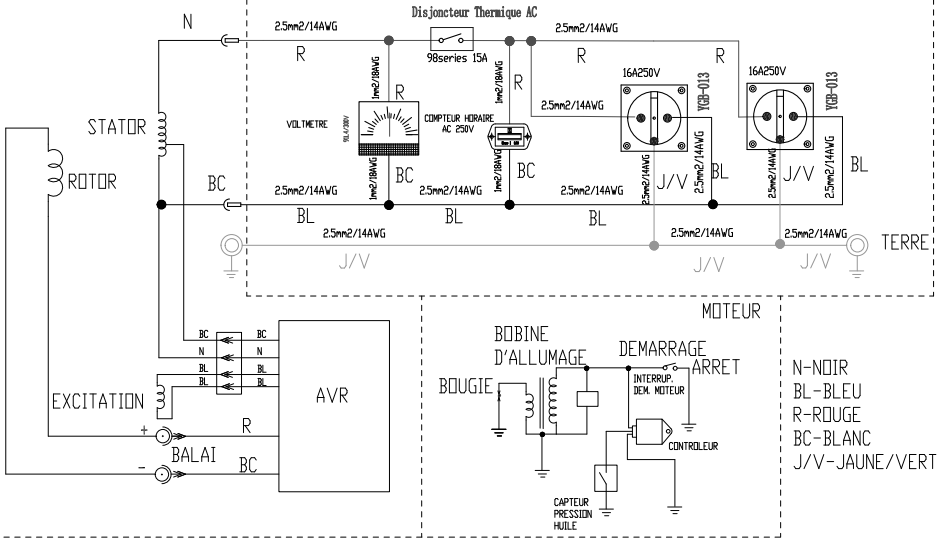 Disjoncteur Thermique AC
N
2.5mm2/14AWG
2.5mm2/14AWG
R
98series 15A
R
R
1mm2/18AWG
R
1mm2/18AWG
R
16A250V
YGB-013
16A250V
YGB-013
STATOR
VOLTMETRE
COMPTEUR HORAIRE
AC 250V
2.5mm2/14AWG
ROTOR
1mm2/18AWG
BC
1mm2/18AWG
BC
2.5mm2/14AWG
J/V
2.5mm2/14AWG
BL
2.5mm2/14AWG
J/V
2.5mm2/14AWG
BL
BC
2.5mm2/14AWG
2.5mm2/14AWG
2.5mm2/14AWG
BL
BL
BL
2.5mm2/14AWG
2.5mm2/14AWG
2.5mm2/14AWG
TERRE
J/V
J/V
J/V
MOTEUR
BC
BC
N
N
BL
BL
BL
BL
EXCITATION
AVR
+
R
BALAI
-
BC
BOBINE
D'ALLUMAGE
BOUGIE
DEMARRAGE
ARRET
INTERRUP.
DEM. MOTEUR
CONTROLEUR
CAPTEUR
PRESSION
HUILE
N-NOIR
BL-BLEU
R-ROUGE
BC-BLANC
J/V-JAUNE/VERT